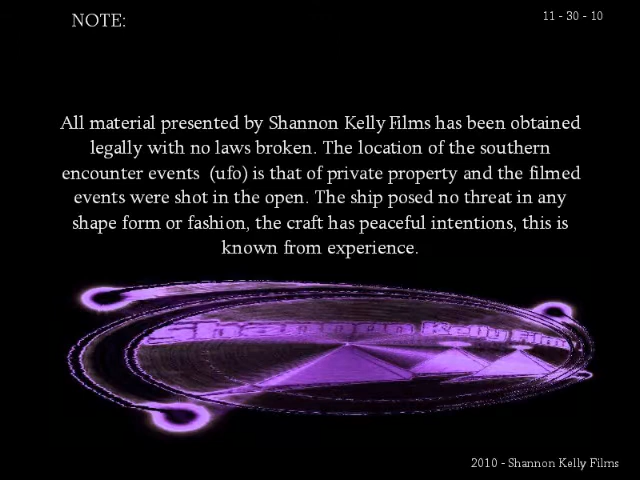 NOTE:
11 - 30 - 10
All material presented by Shannon Kelly Films has been obtained
legally with no laws broken. The location of the southern
encounter events (ufo) is that of private property and the filmed
events were shot in the open. The ship posed no threat in any
shape form or fashion, the craft has peaceful intentions, this is
known from experience.
Shannon Kelly films
2010 - Shannon Kelly Films